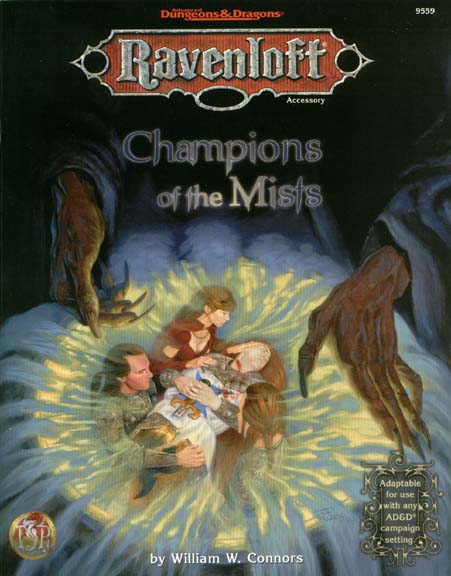 Advanced
Dungeons & Dragons®
9559
Ravenloft
Accessory
Champions
of the Mists
Adaptable
for use
with any
AD&D®
campaign
setting.
TSR
by William W. Connors